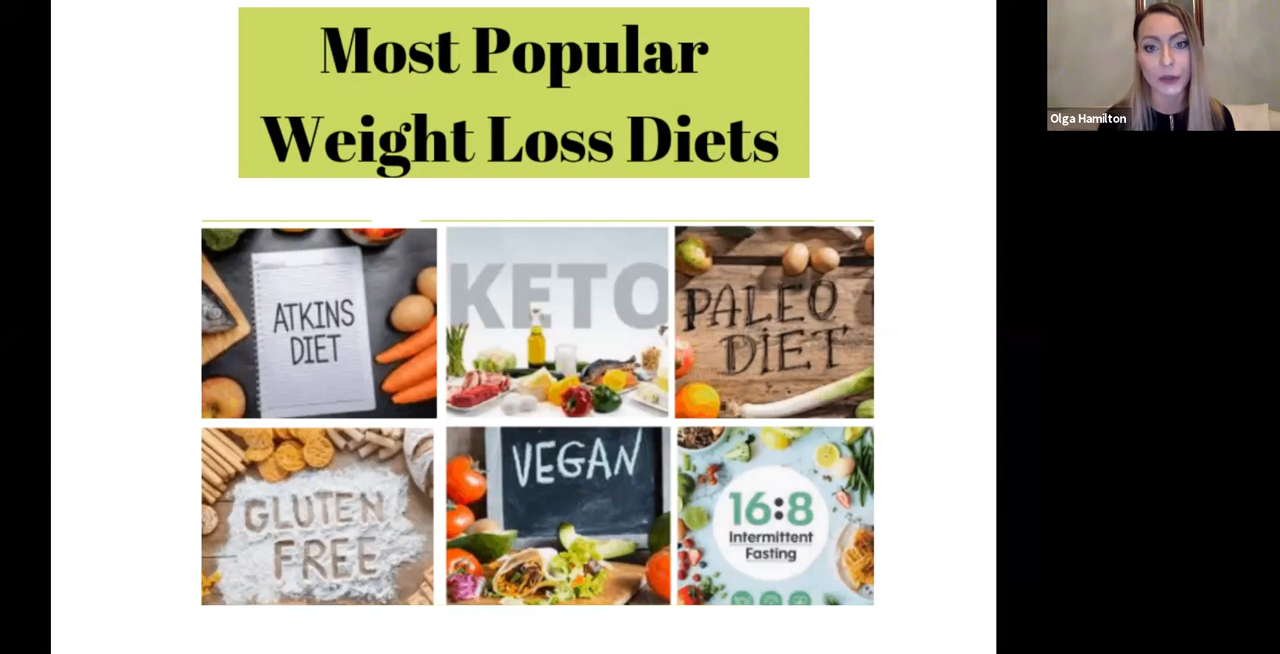 Most Popular
Weight Loss Diets
Olga Hamilton
ATKINS
DIET
KETO
PALEO
DIET
GLUTEN
FREE
VEGAN
16:8
Intermittent
Fasting